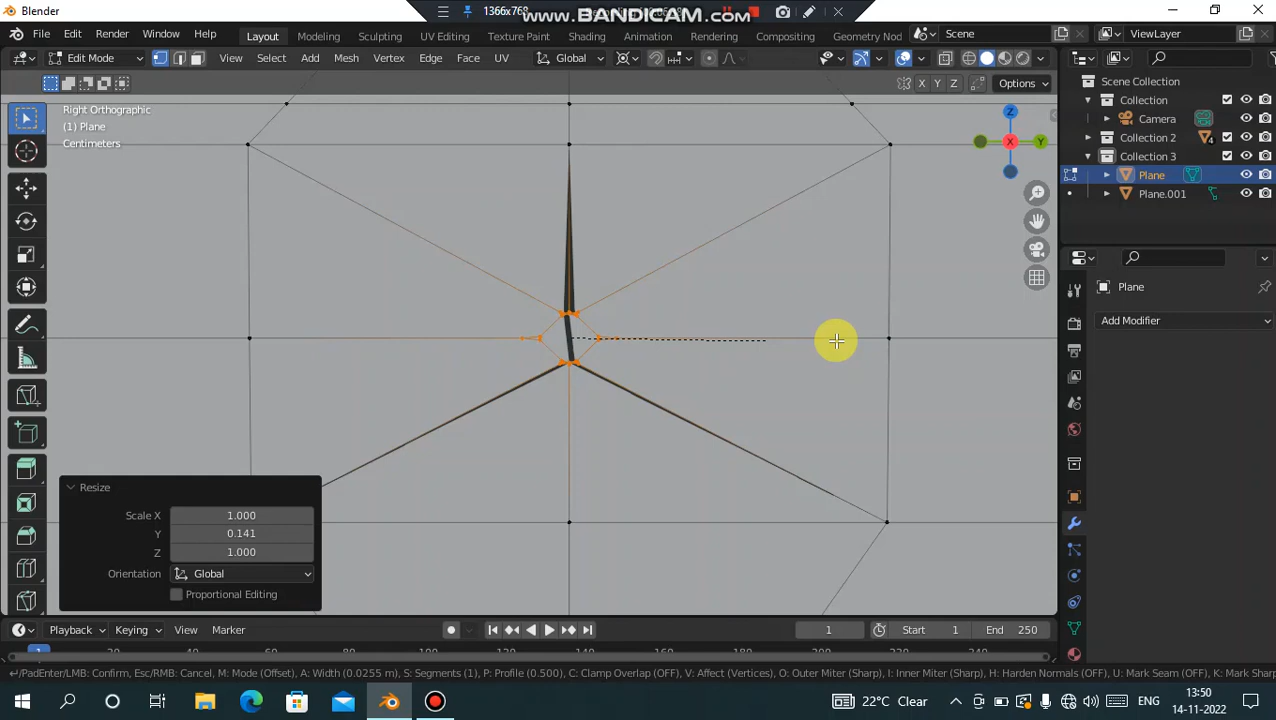 Blender
1366x768
www.BANDICAM.com
File Edit Render Window Help
Layout Modeling Sculpting UV Editing Texture Paint Shading Animation Rendering Compositing Geometry Nod
Scene
ViewLayer
Edit Mode
View Select Add Mesh Vertex Edge Face UV
Global
X Y Z
Options
Right Orthographic
(1) Plane
Centimeters
Z
X
Y
Scene Collection
Collection
Camera
Collection 2
4
Collection 3
Plane
Plane.001
Plane
Add Modifier
Resize
Scale X 1.000
Y 0.141
Z 1.000
Orientation Global
Proportional Editing
Playback Keying View Marker
1
Start 1
End 250
/PadEnter/LMB: Confirm, Esc/RMB: Cancel, M: Mode (Offset), A: Width (0.0255 m), S: Segments (1), P: Profile (0.500), C: Clamp Overlap (OFF), V: Affect (Vertices), O: Outer Miter (Sharp), I: Inner Miter (Sharp), H: Harden Normals (OFF), U: Mark Seam (OFF), K: Mark Sharp (OFF
22°C Clear
ENG
13:50
14-11-2022